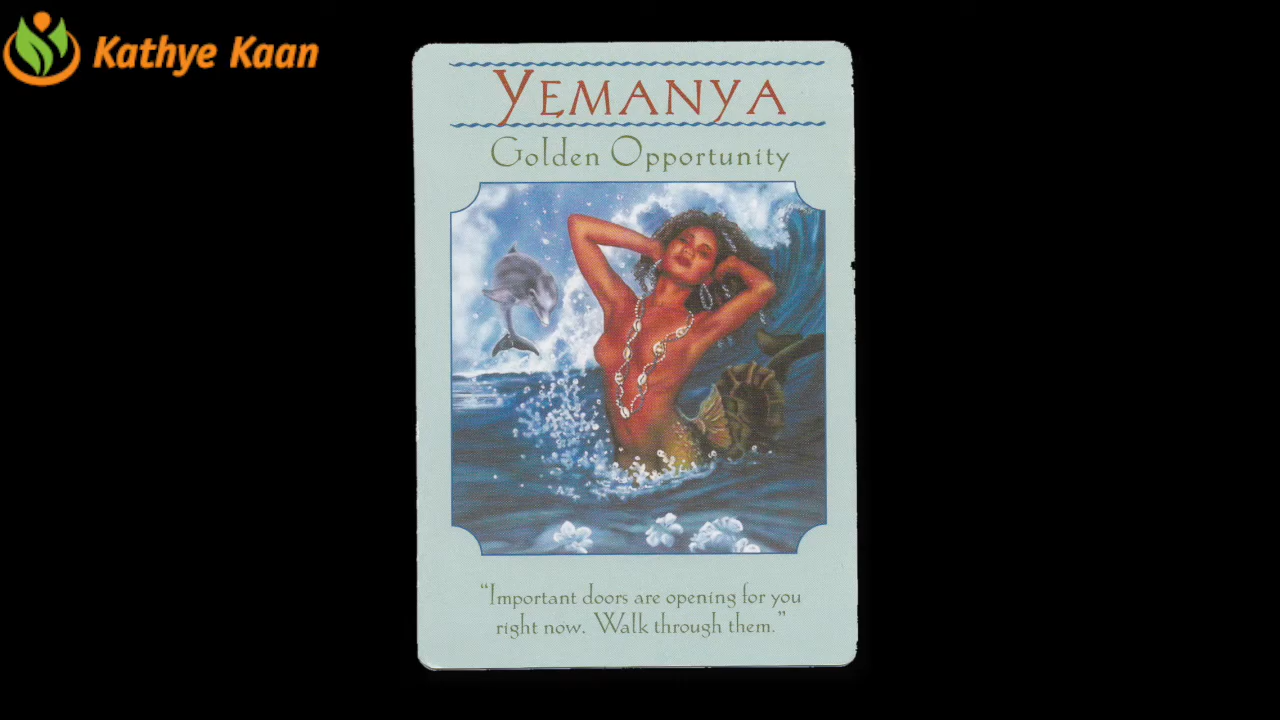 Kathye Kaan
YEMANYA
Golden Opportunity
“Important doors are opening for you
right now. Walk through them.”